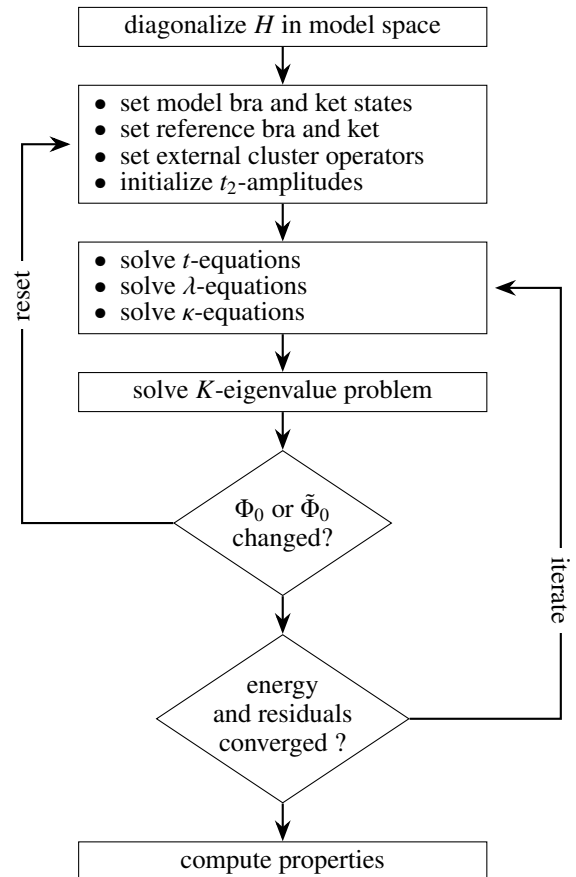 diagonalize H in model space
• set model bra and ket states
• set reference bra and ket
• set external cluster operators
• initialize t₂-amplitudes
reset
• solve t-equations
• solve λ-equations
• solve κ-equations
solve K-eigenvalue problem
Φ₀ or Φ̃₀
changed?
iterate
energy
and residuals
converged ?
compute properties